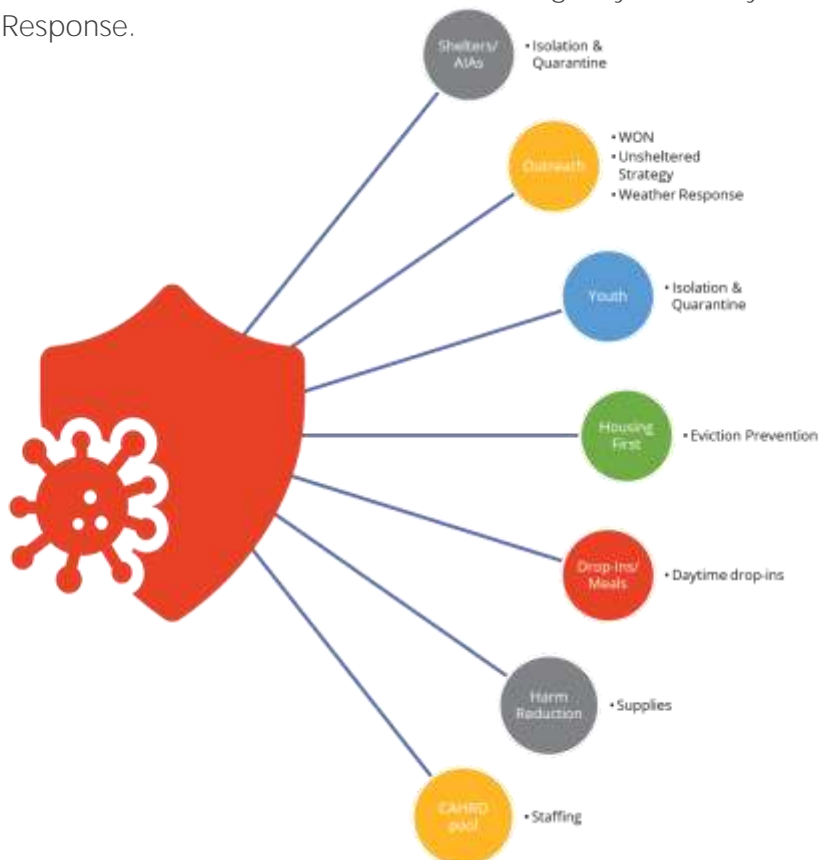 Response.
Shelters/
AIAs
• Isolation &
Quarantine
Outreach
• WON
• Unsheltered
Strategy
• Weather Response
Youth
• Isolation &
Quarantine
Housing
First
• Eviction Prevention
Drop-Ins/
Meals
• Daytime drop-ins
Harm
Reduction
• Supplies
pool
• Staffing